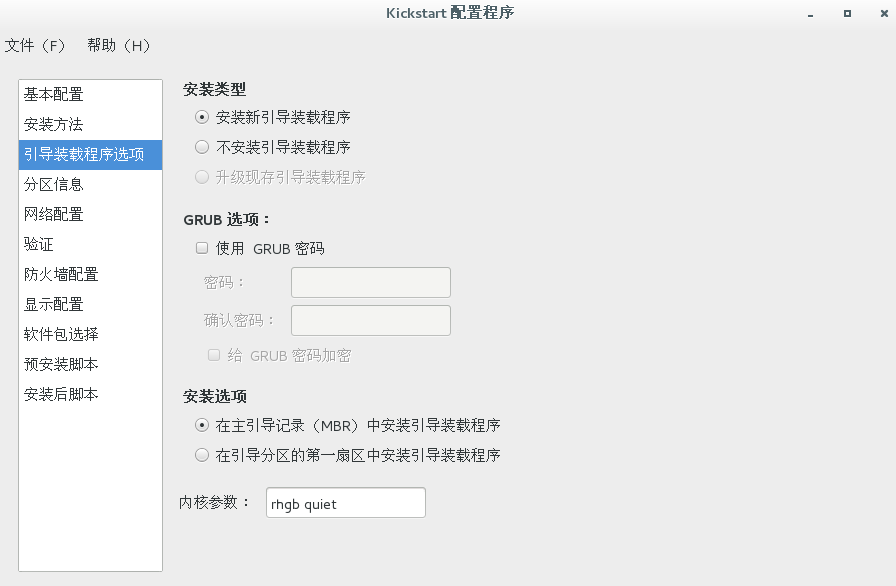 Kickstart 配置程序
文件（F） 帮助（H）
基本配置
安装方法
引导装载程序选项
分区信息
网络配置
验证
防火墙配置
显示配置
软件包选择
预安装脚本
安装后脚本
安装类型
安装新引导装载程序
不安装引导装载程序
升级现存引导装载程序
GRUB 选项：
使用 GRUB 密码
密码：
确认密码：
给 GRUB 密码加密
安装选项
在主引导记录（MBR）中安装引导装载程序
在引导分区的第一扇区中安装引导装载程序
内核参数： rhgb quiet